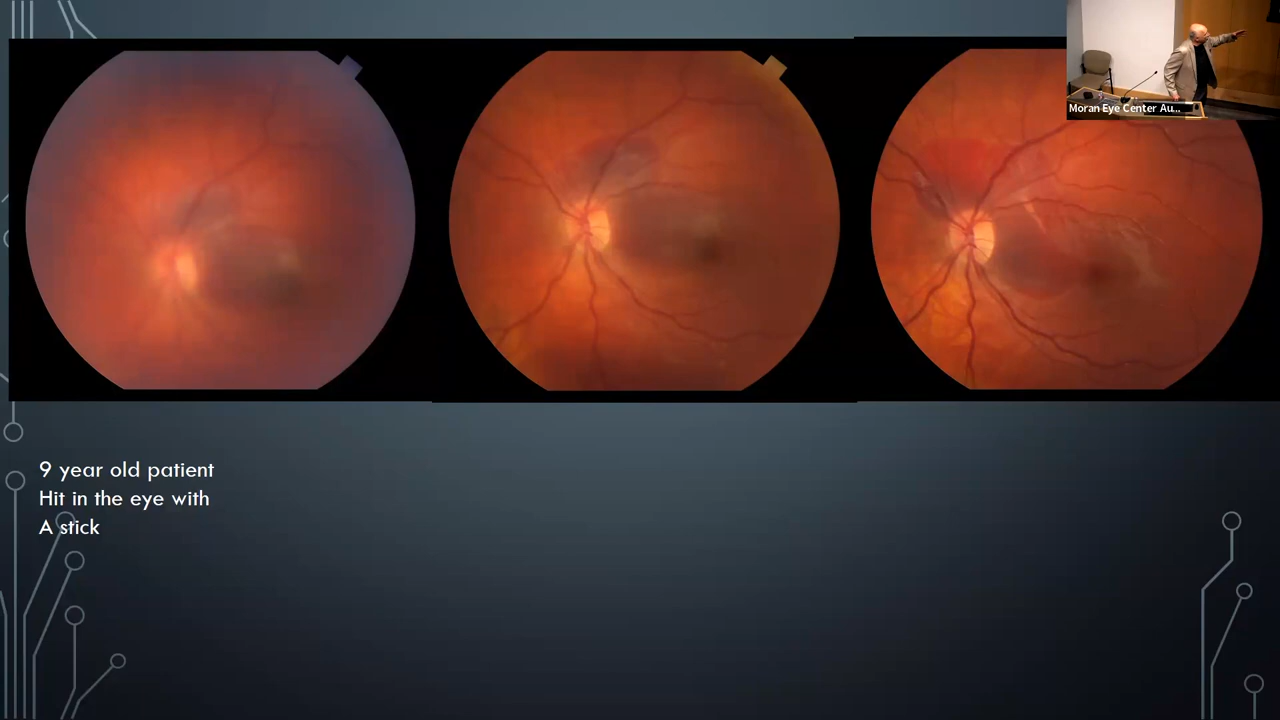 Moran Eye Center Au...
9 year old patient
Hit in the eye with
A stick